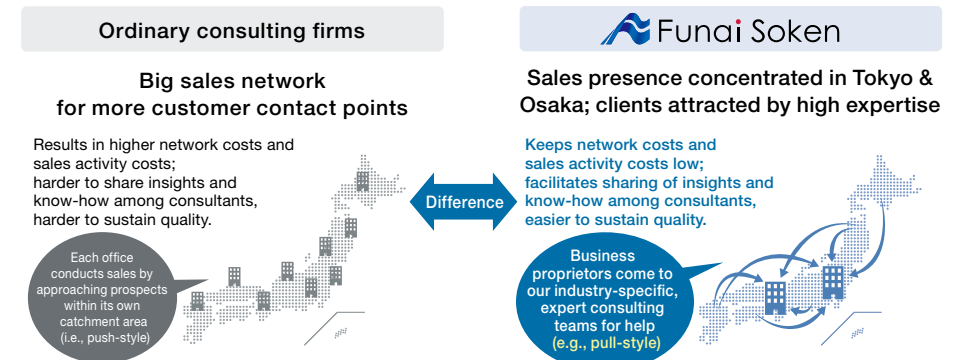 Ordinary consulting firms
Big sales network
for more customer contact points
Results in higher network costs and
sales activity costs;
harder to share insights and
know-how among consultants,
harder to sustain quality.
Each office
conducts sales by
approaching prospects
within its own
catchment area
(i.e., push-style)
Difference
Funai Soken
Sales presence concentrated in Tokyo &
Osaka; clients attracted by high expertise
Keeps network costs and
sales activity costs low;
facilitates sharing of insights and
know-how among consultants,
easier to sustain quality.
Business
proprietors come to
our industry-specific,
expert consulting
teams for help
(e.g., pull-style)